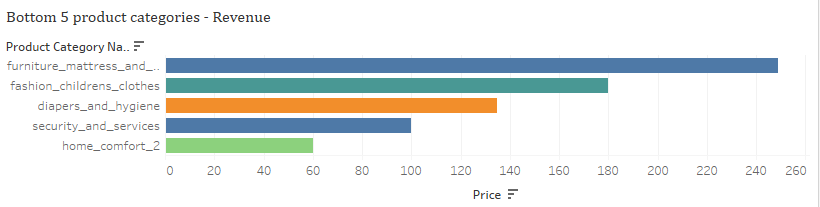 Bottom 5 product categories - Revenue
Product Category Na..
furniture_mattress_and_..
fashion_childrens_clothes
diapers_and_hygiene
security_and_services
home_comfort_2
0 20 40 60 80 100 120 140 160 180 200 220 240 260
Price